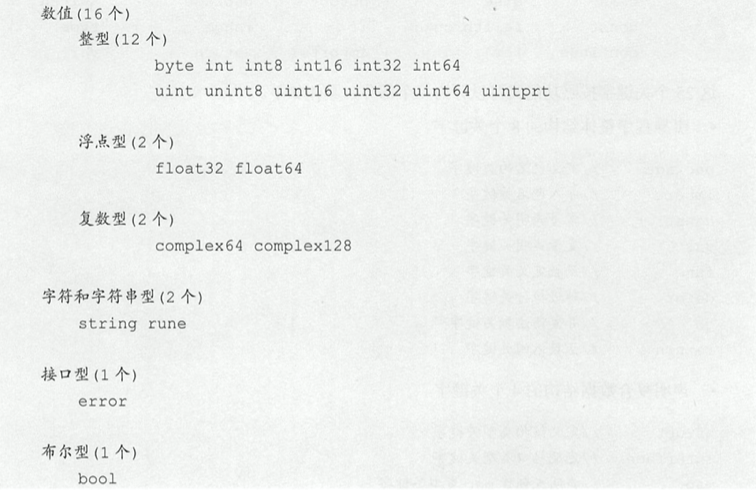 数值(16 个)
整型(12 个)
byte int int8 int16 int32 int64
uint unint8 uint16 uint32 uint64 uintprt
浮点型(2 个)
float32 float64
复数型(2 个)
complex64 complex128
字符和字符串型(2 个)
string rune
接口型(1 个)
error
布尔型(1 个)
bool